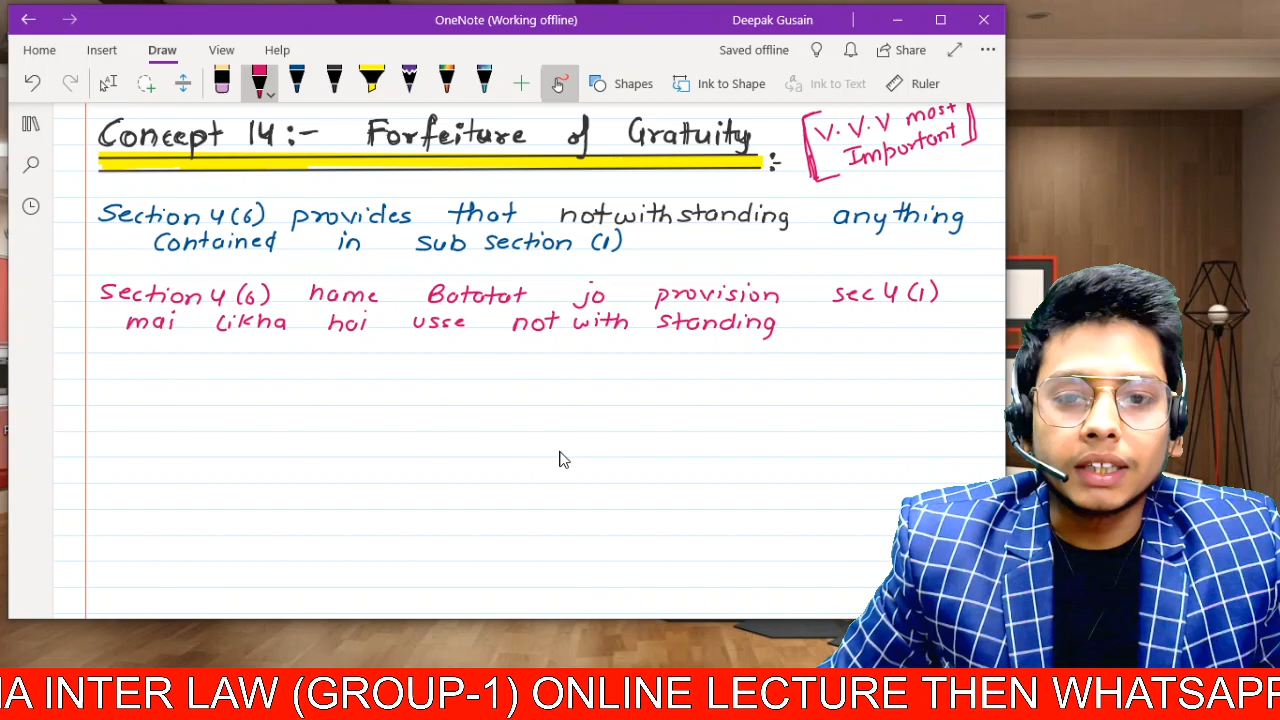 OneNote (Working offline)
Deepak Gusain
Home Insert Draw View Help
Saved offline Share
Shapes Ink to Shape Ink to Text Ruler
Concept 14:- Forfeiture of Gratuity :-
[V.V.V most
Important]
Section 4(6) provides that notwithstanding anything
Contained in sub section (1)
Section 4(6) hame Batatat jo provision sec 4(1)
mai likha hai usse not with standing
IA INTER LAW (GROUP-1) ONLINE LECTURE THEN WHATSAPP